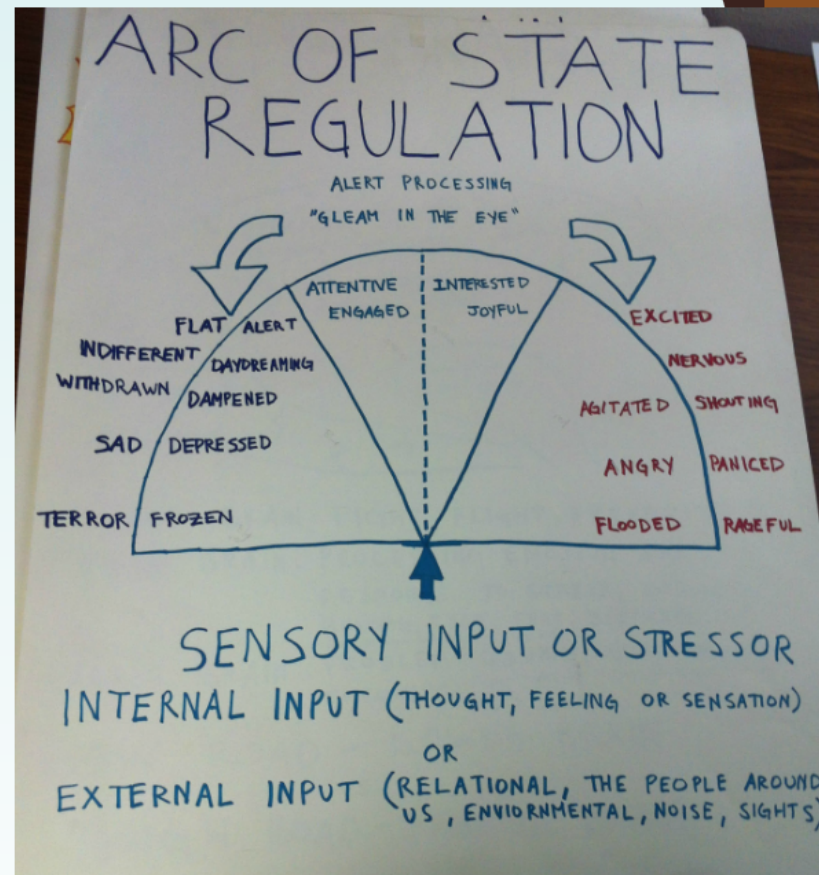 ARC OF STATE
REGULATION
ALERT PROCESSING
"GLEAM IN THE EYE"
ATTENTIVE
ENGAGED
INTERESTED
JOYFUL
FLAT ALERT
INDIFFERENT DAYDREAMING
WITHDRAWN DAMPENED
SAD DEPRESSED
TERROR FROZEN
EXCITED
NERVOUS
AGITATED SHOUTING
ANGRY PANICED
FLOODED RAGEFUL
SENSORY INPUT OR STRESSOR
INTERNAL INPUT (THOUGHT, FEELING OR SENSATION)
OR
EXTERNAL INPUT (RELATIONAL, THE PEOPLE AROUND
US, ENVIORNMENTAL, NOISE, SIGHTS)